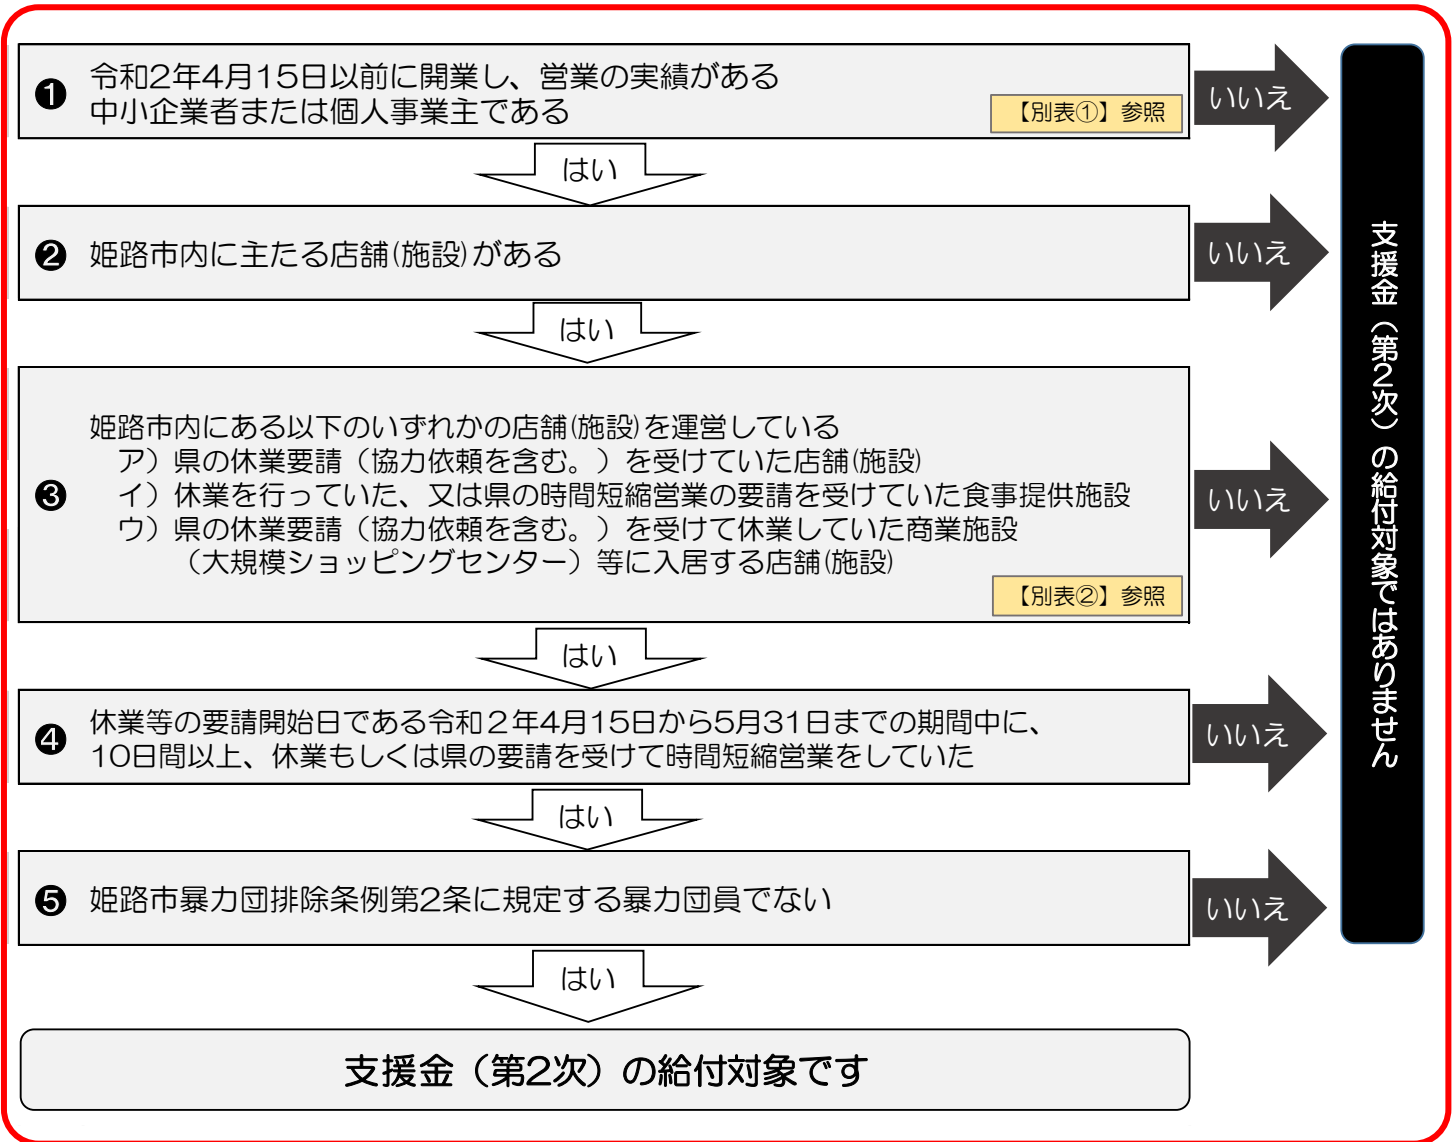 ❶ 令和2年4月15日以前に開業し、営業の実績がある
中小企業者または個人事業主である
【別表①】参照
いいえ
はい
❷ 姫路市内に主たる店舗(施設)がある
いいえ
はい
❸ 姫路市内にある以下のいずれかの店舗(施設)を運営している
ア）県の休業要請（協力依頼を含む。）を受けていた店舗(施設)
イ）休業を行っていた、又は県の時間短縮営業の要請を受けていた食事提供施設
ウ）県の休業要請（協力依頼を含む。）を受けて休業していた商業施設
（大規模ショッピングセンター）等に入居する店舗(施設)
【別表②】参照
いいえ
はい
❹ 休業等の要請開始日である令和２年4月15日から5月31日までの期間中に、
10日間以上、休業もしくは県の要請を受けて時間短縮営業をしていた
いいえ
はい
❺ 姫路市暴力団排除条例第2条に規定する暴力団員でない
いいえ
はい
支援金（第2次）の給付対象です
支援金（第2次）の給付対象ではありません